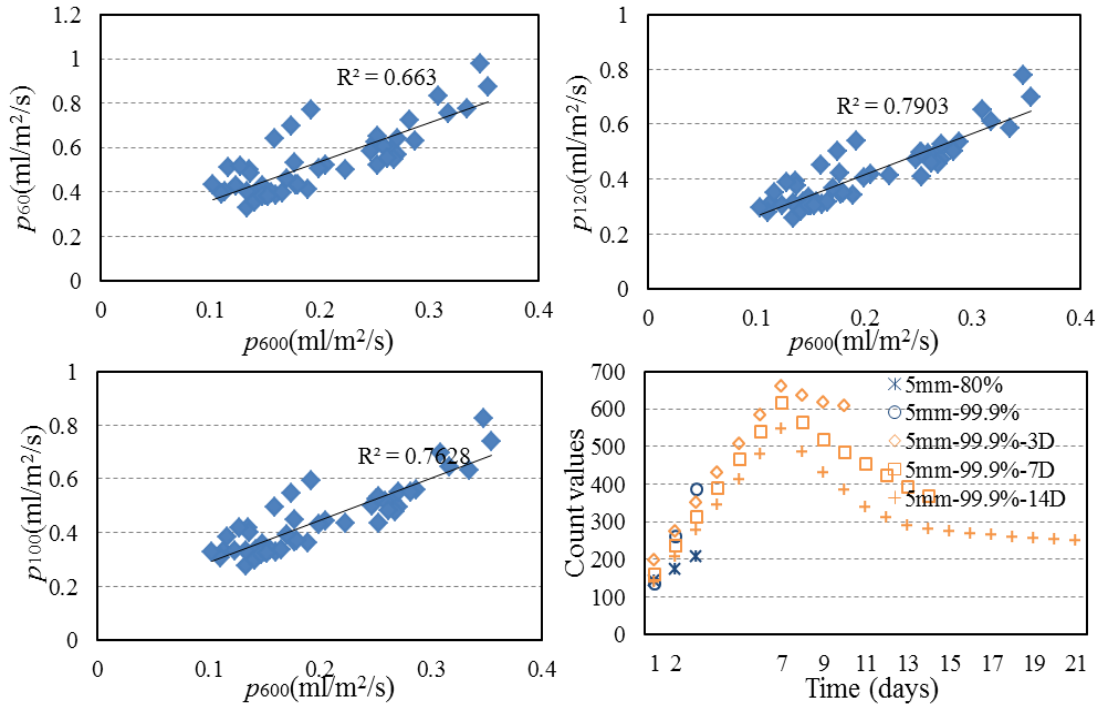 1.2
1
0.8
0.6
0.4
0.2
0
R² = 0.663
p60(ml/m²/s)
0 0.1 0.2 0.3 0.4
p600(ml/m²/s)
1
0.8
0.6
0.4
0.2
0
R² = 0.7903
p120(ml/m²/s)
0 0.1 0.2 0.3 0.4
p600(ml/m²/s)
1
0.8
0.6
0.4
0.2
0
R² = 0.7628
p100(ml/m²/s)
0 0.1 0.2 0.3 0.4
p600(ml/m²/s)
700
600
500
400
300
200
100
0
Count values
5mm-80%
5mm-99.9%
5mm-99.9%-3D
5mm-99.9%-7D
5mm-99.9%-14D
1 2 7 9 11 13 15 17 19 21
Time (days)